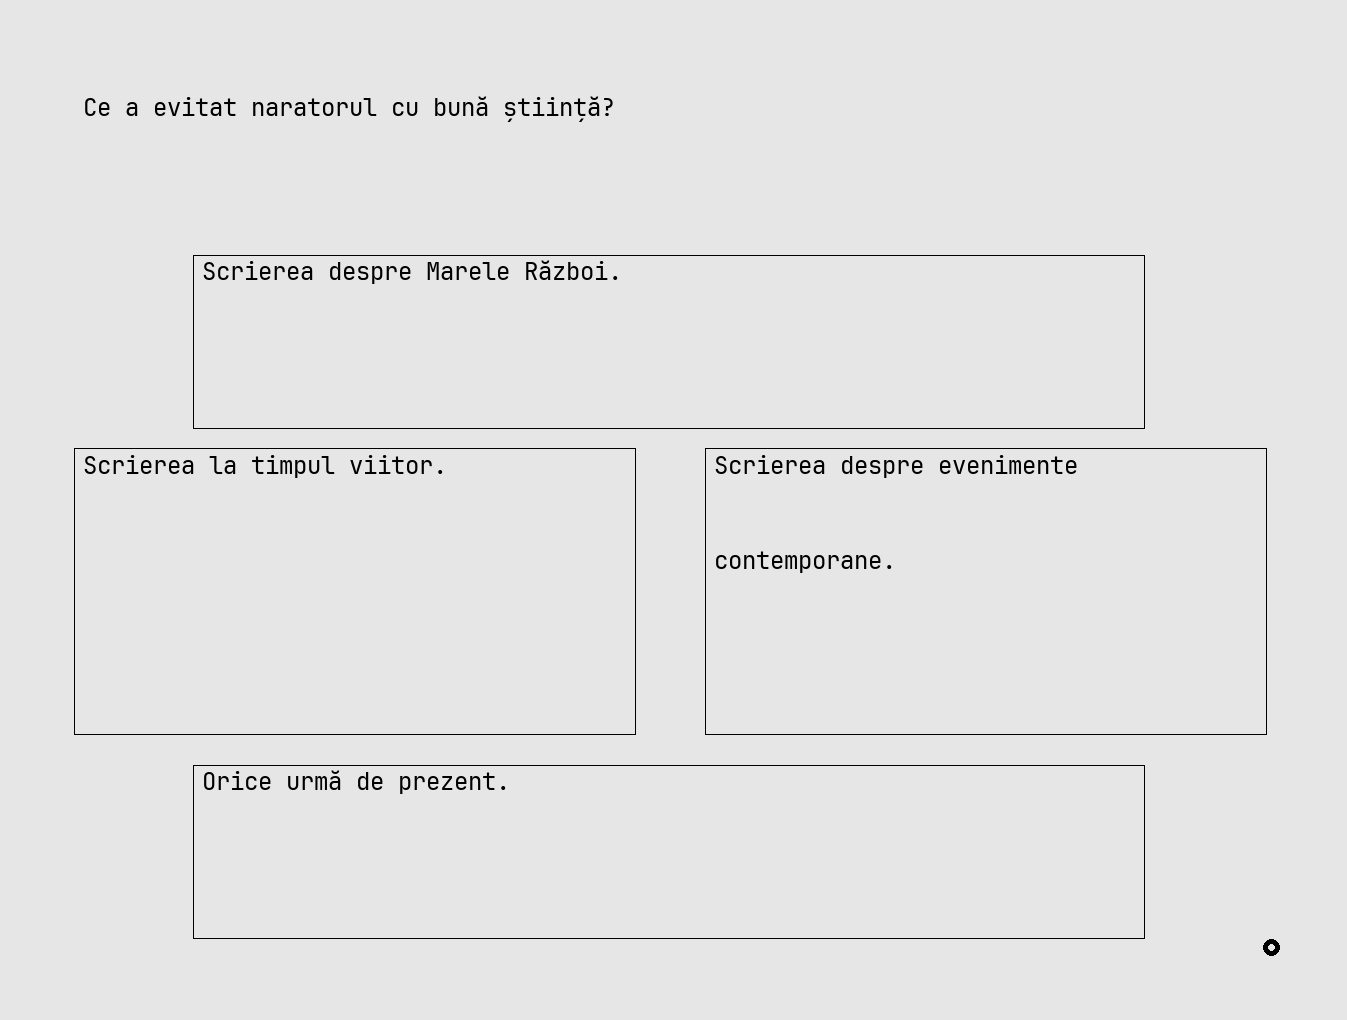 Ce a evitat naratorul cu bună știință?
Scrierea despre Marele Război.
Scrierea la timpul viitor.
Scrierea despre evenimente
contemporane.
Orice urmă de prezent.